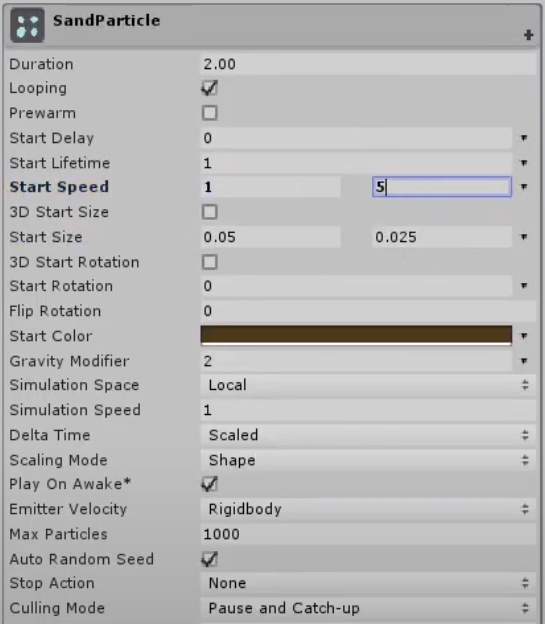 SandParticle
+
Duration 2.00
Looping
Prewarm
Start Delay 0
Start Lifetime 1
Start Speed 1 5
3D Start Size
Start Size 0.05 0.025
3D Start Rotation
Start Rotation 0
Flip Rotation 0
Start Color
Gravity Modifier 2
Simulation Space Local
Simulation Speed 1
Delta Time Scaled
Scaling Mode Shape
Play On Awake*
Emitter Velocity Rigidbody
Max Particles 1000
Auto Random Seed
Stop Action None
Culling Mode Pause and Catch-up